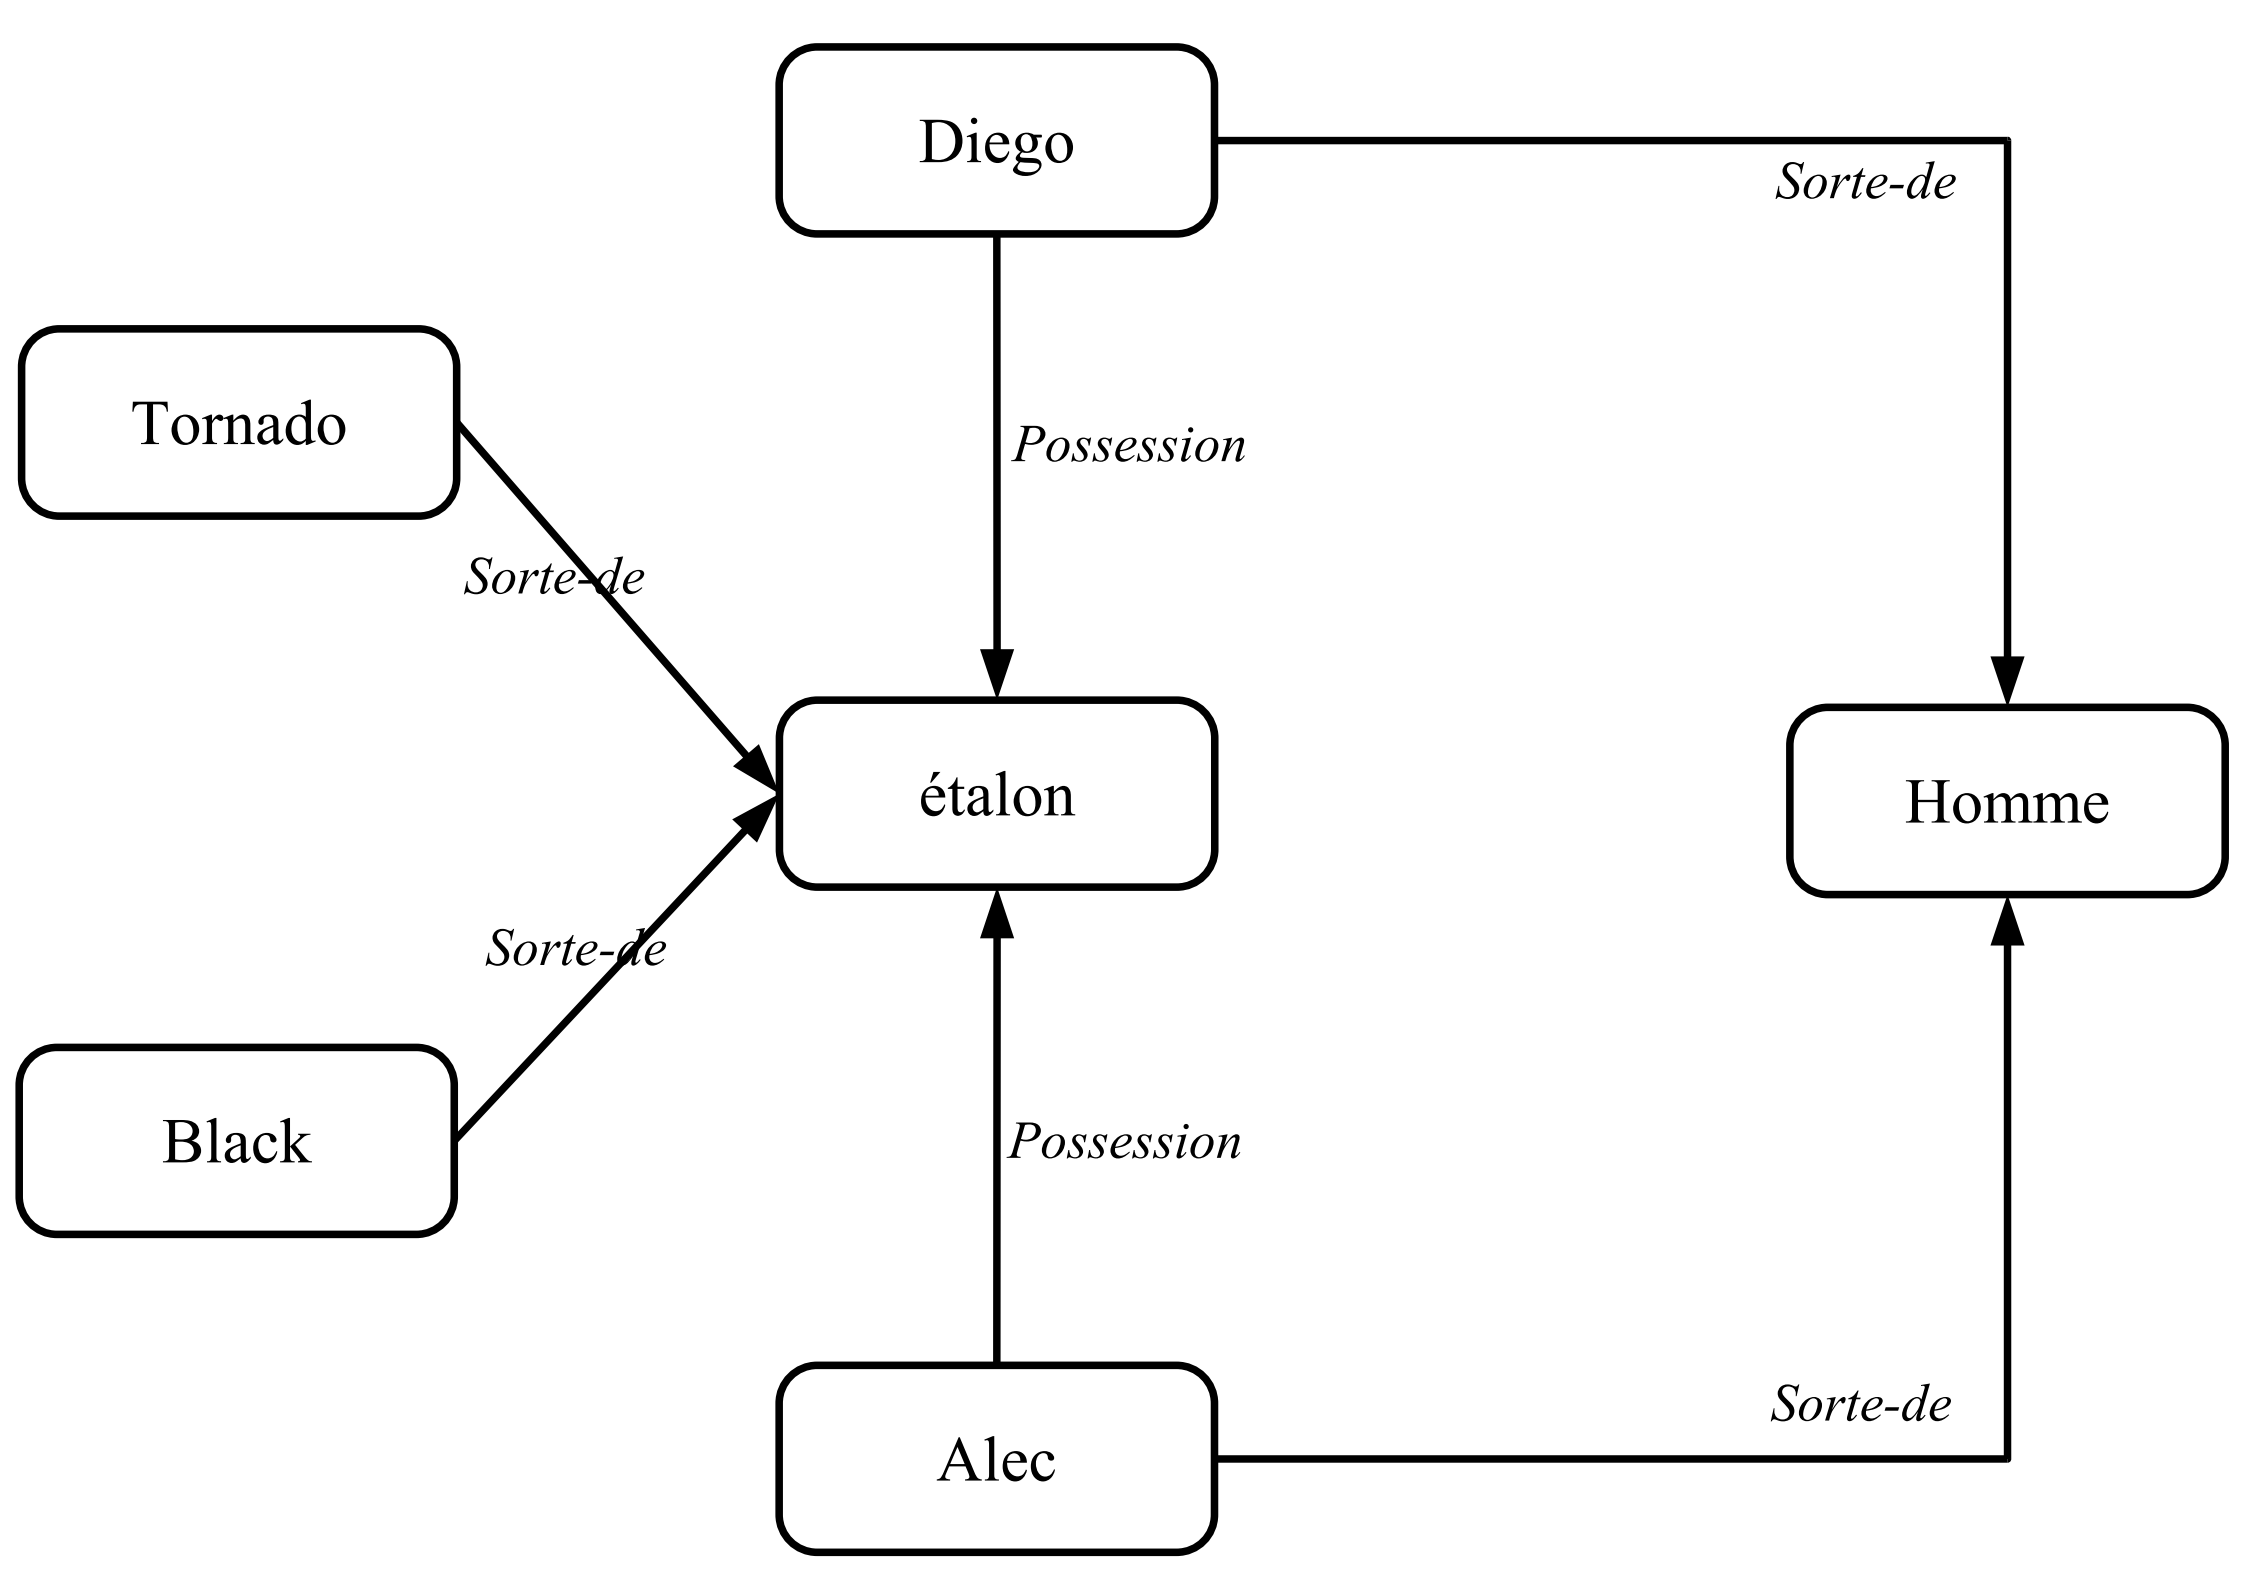 Diego
Sorte-de
Tornado
Possession
Sorte-de
étalon
Homme
Sorte-de
Black
Possession
Sorte-de
Alec